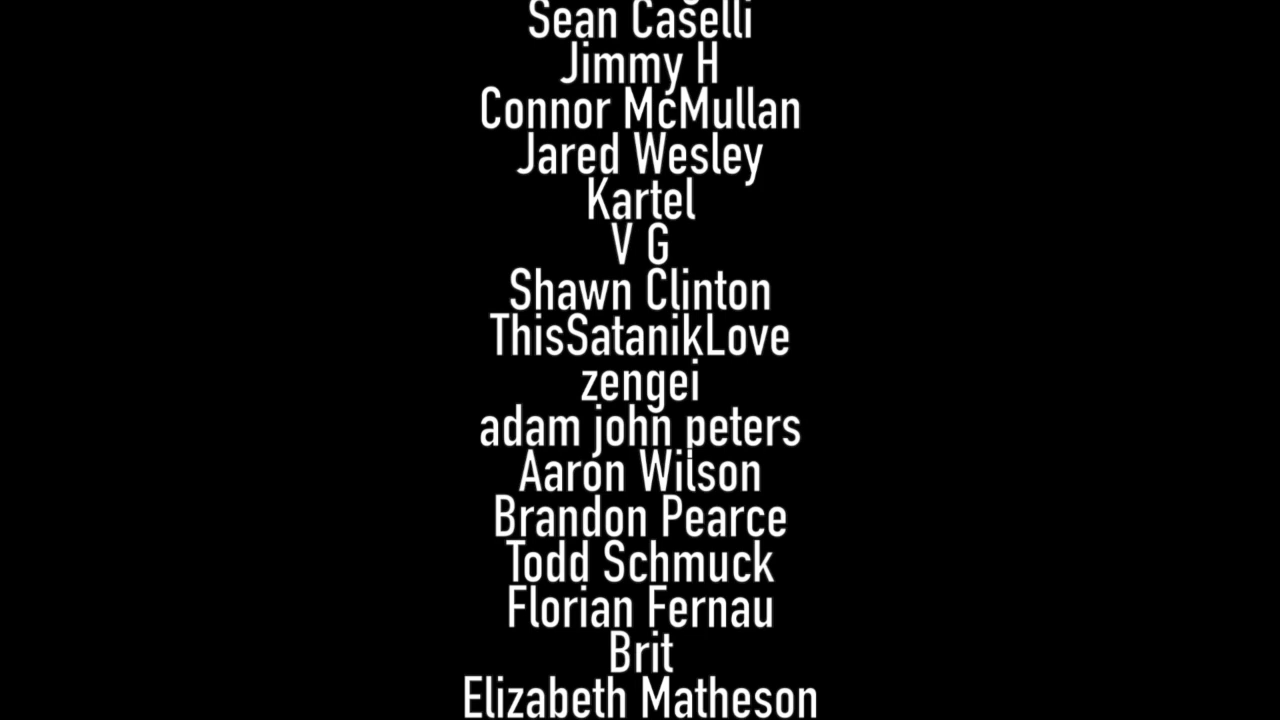 Sean Caselli
Jimmy H
Connor McMullan
Jared Wesley
Kartel
V G
Shawn Clinton
ThisSatanikLove
zengei
adam john peters
Aaron Wilson
Brandon Pearce
Todd Schmuck
Florian Fernau
Brit
Elizabeth Matheson